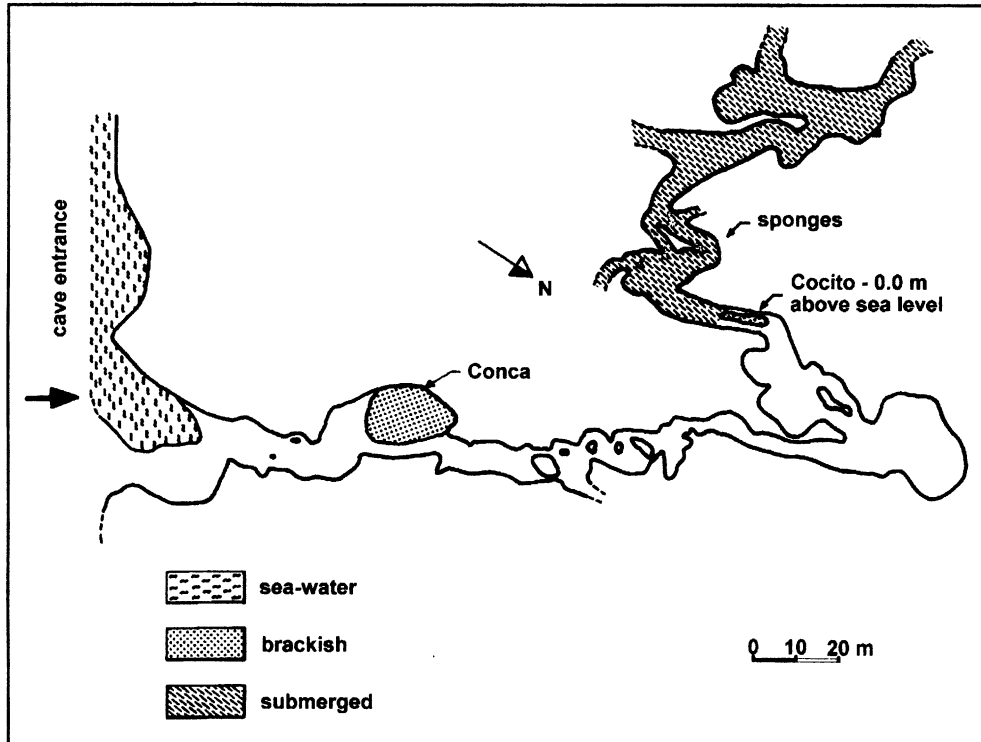 cave entrance
sponges
Cocito - 0.0 m
above sea level
N
Conca
sea-water
brackish
submerged
0 10 20 m